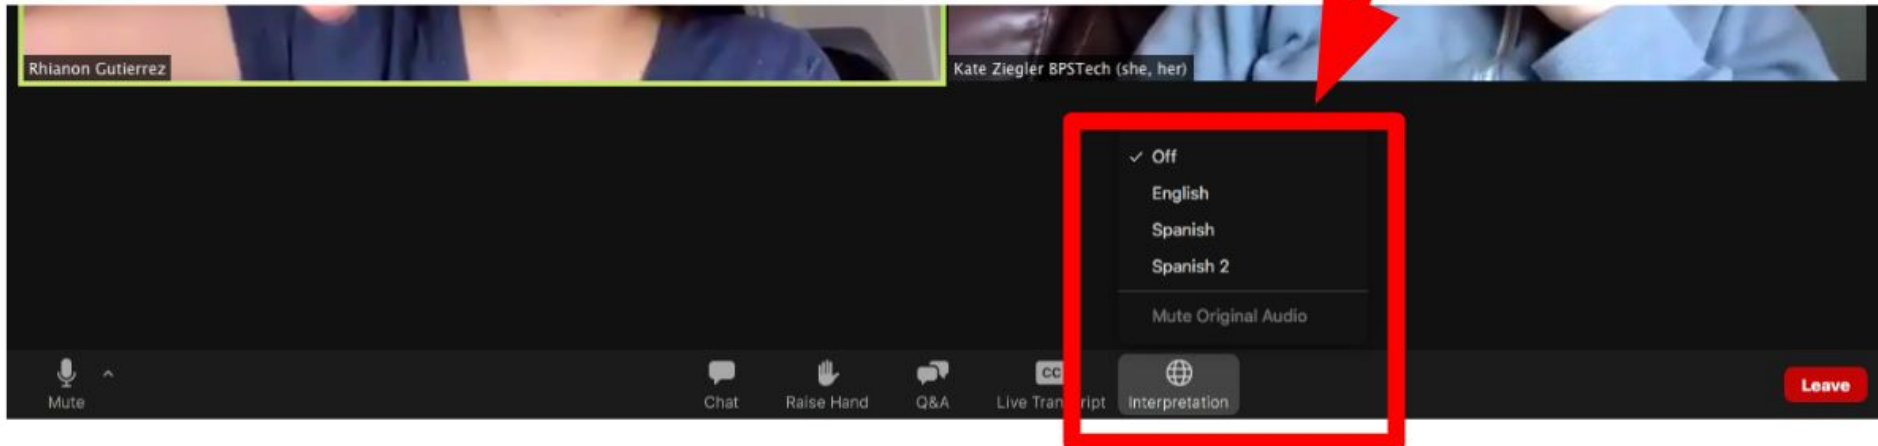 Rhianon Gutierrez
Kate Ziegler BPSTech (she, her)
Off
English
Spanish
Spanish 2
Mute Original Audio
Mute
Chat
Raise Hand
Q&A
CC
Live
Interpretation
Leave